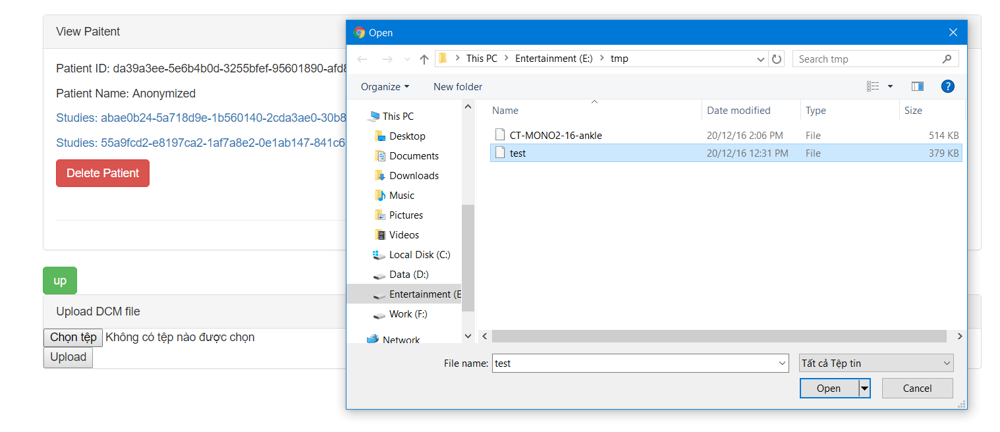 View Paitent
Patient ID: da39a3ee-5e6b4b0d-3255bfef-95601890-afd8
Patient Name: Anonymized
Studies: abae0b24-5a718d9e-1b560140-2cda3ae0-30b8
Studies: 55a9fcd2-e8197ca2-1af7a8e2-0e1ab147-841c6
Delete Patient
up
Upload DCM file
Chọn tệp Không có tệp nào được chọn
Upload
Open
This PC > Entertainment (E:) > tmp
Search tmp
Organize New folder
?
This PC
Desktop
Documents
Downloads
Music
Pictures
Videos
Local Disk (C:)
Data (D:)
Entertainment (E
Work (F:)
Network
Name Date modified Type Size
CT-MONO2-16-ankle 20/12/16 2:06 PM File 514 KB
test 20/12/16 12:31 PM File 379 KB
File name: test Tất cả Tệp tin
Open Cancel